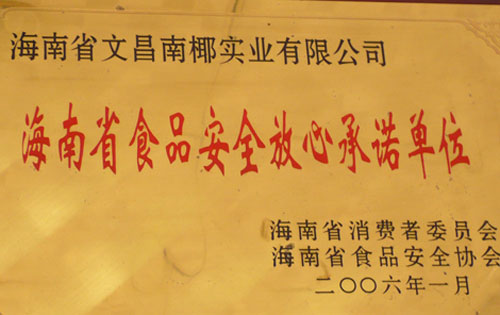 海南省文昌南椰实业有限公司
海南省食品安全放心承诺单位
海南省消费者委员会
海南省食品安全协会
二〇〇六年一月